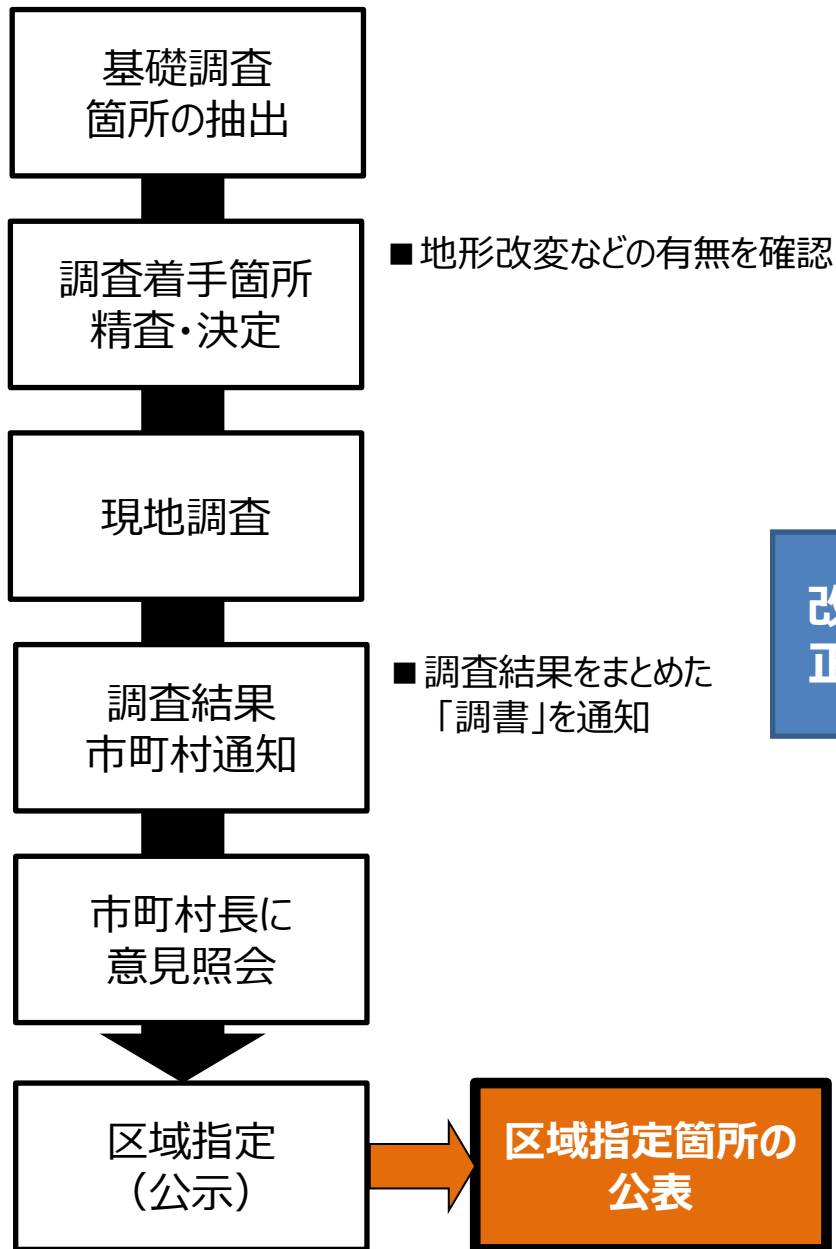 基礎調査
箇所の抽出
調査着手箇所
精査・決定
■地形改変などの有無を確認
現地調査
改
正
調査結果
市町村通知
■調査結果をまとめた
「調書」を通知
市町村長に
意見照会
区域指定
（公示）
区域指定箇所の
公表